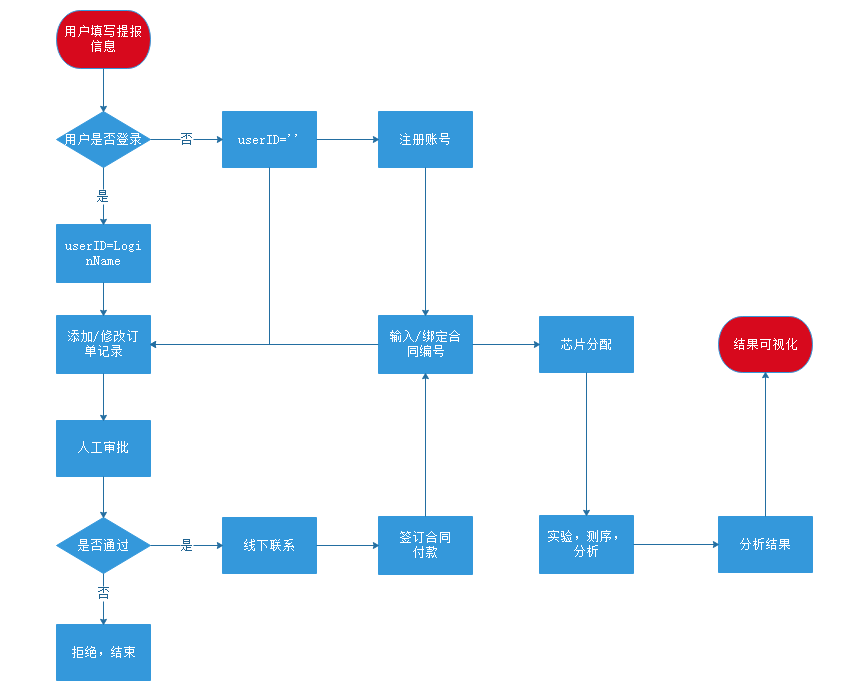 用户填写提报
信息
用户是否登录
否
userID=’’
注册账号
是
userID=Logi
nName
添加/修改订
单记录
输入/绑定合
同编号
芯片分配
结果可视化
人工审批
是否通过
是
线下联系
签订合同
付款
实验，测序，
分析
分析结果
否
拒绝，结束